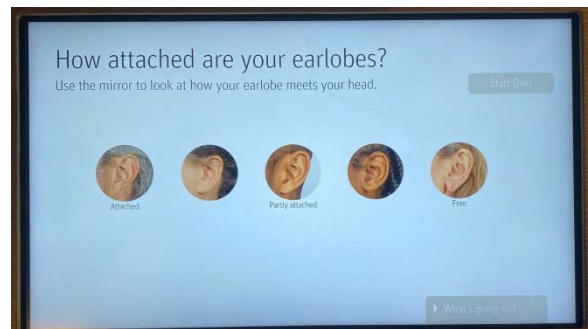 How attached are your earlobes?
Use the mirror to look at how your earlobe meets your head.
Start Over
Attached
Partly attached
Free
What's going on?